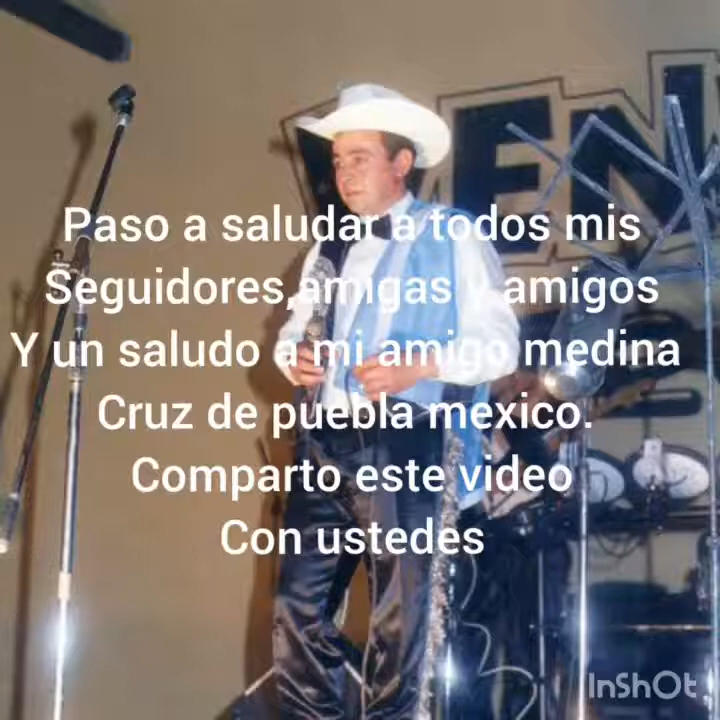 Paso a saludar a todos mis
Seguidores,amigas y amigos
Y un saludo a mi amigo medina
Cruz de puebla mexico.
Comparto este video
Con ustedes
InShOt